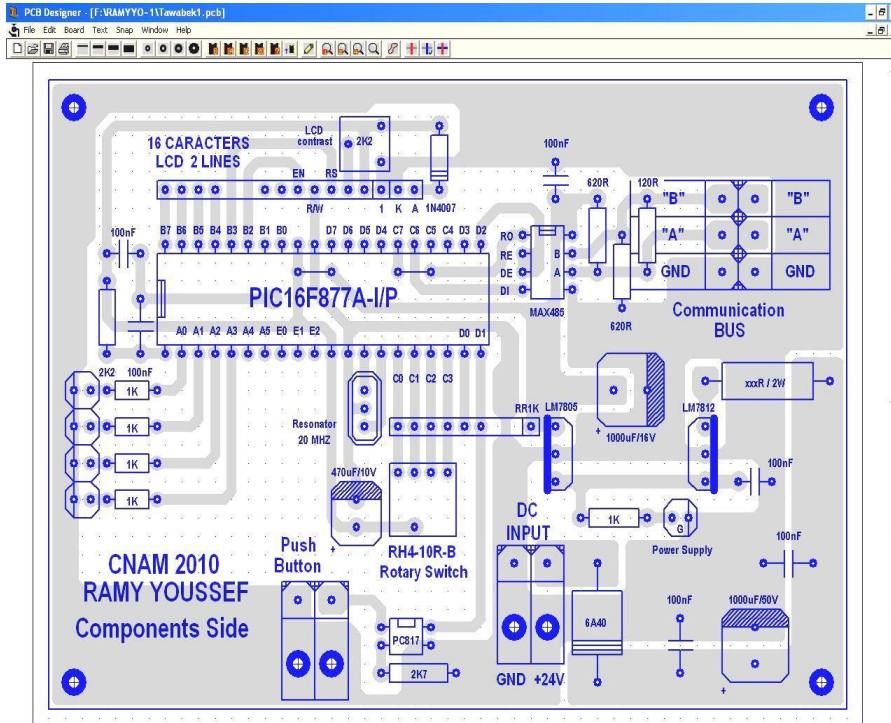 PCB Designer - [F:\RAMYYO~1\Tawabek1.pcb]
File Edit Board Text Snap Window Help
16 CARACTERS
LCD 2 LINES
LCD
contrast
2K2
EN RS
R/W 1 K A 1N4007
100nF
620R 120R
"B" "B"
"A" "A"
GND GND
Communication
BUS
100nF
B7 B6 B5 B4 B3 B2 B1 B0 D7 D6 D5 D4 C7 C6 C5 C4 D3 D2
RO
RE B
DE A
DI
MAX485
620R
PIC16F877A-I/P
A0 A1 A2 A3 A4 A5 E0 E1 E2 D0 D1
C0 C1 C2 C3
2K2 100nF
1K
1K
1K
1K
Resonator
20 MHZ
RR1K
LM7805
1000uF/16V
LM7812
xxxR / 2W
100nF
470uF/10V
RH4-10R-B
Rotary Switch
DC
INPUT
1K
G
Power Supply
100nF
Push
Button
CNAM 2010
RAMY YOUSSEF
Components Side
PC817
2K7
GND +24V
6A40
100nF
1000uF/50V